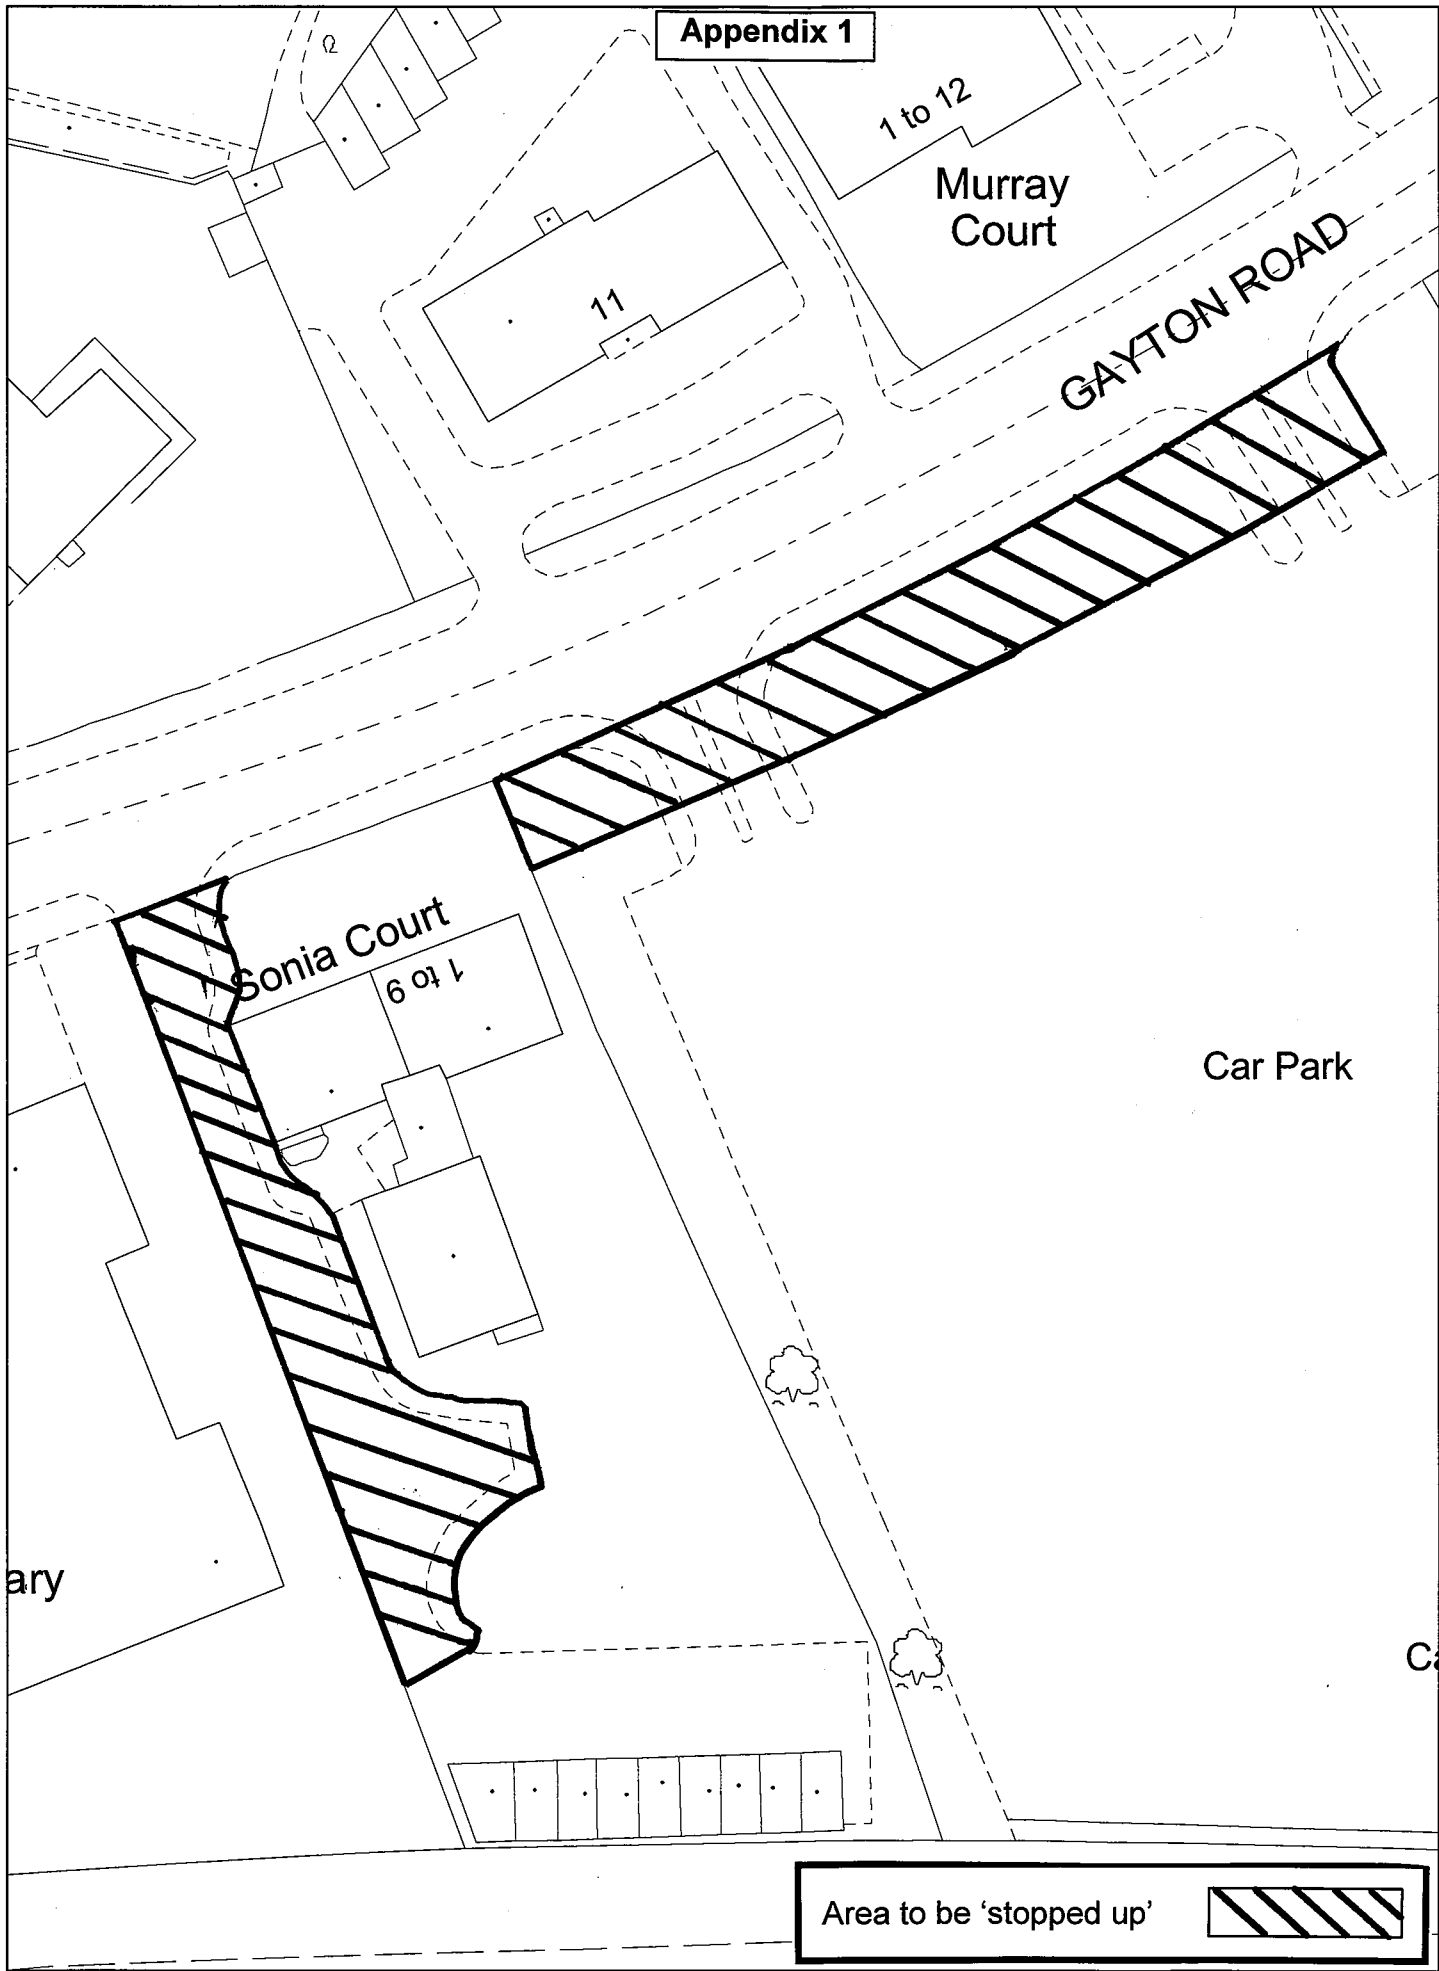 Appendix 1
1 to 12
Murray
Court
GAYTON ROAD
11
Sonia Court
1 to 9
Car Park
ary
Area to be ‘stopped up’